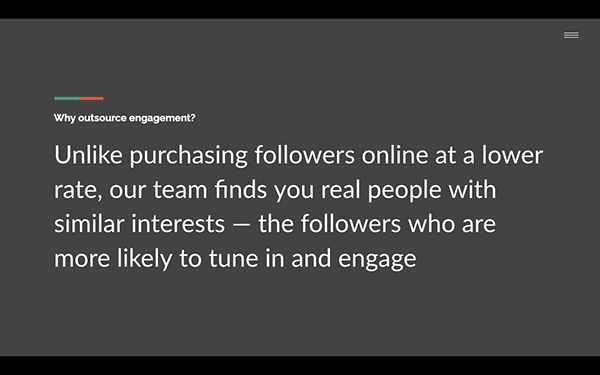 Why outsource engagement?
Unlike purchasing followers online at a lower
rate, our team finds you real people with
similar interests — the followers who are
more likely to tune in and engage